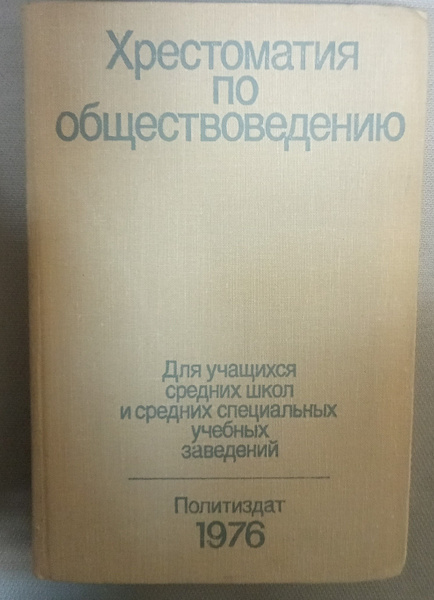 Хрестоматия
по
обществоведению
Для учащихся
средних школ
и средних специальных
учебных
заведений
Политиздат
1976